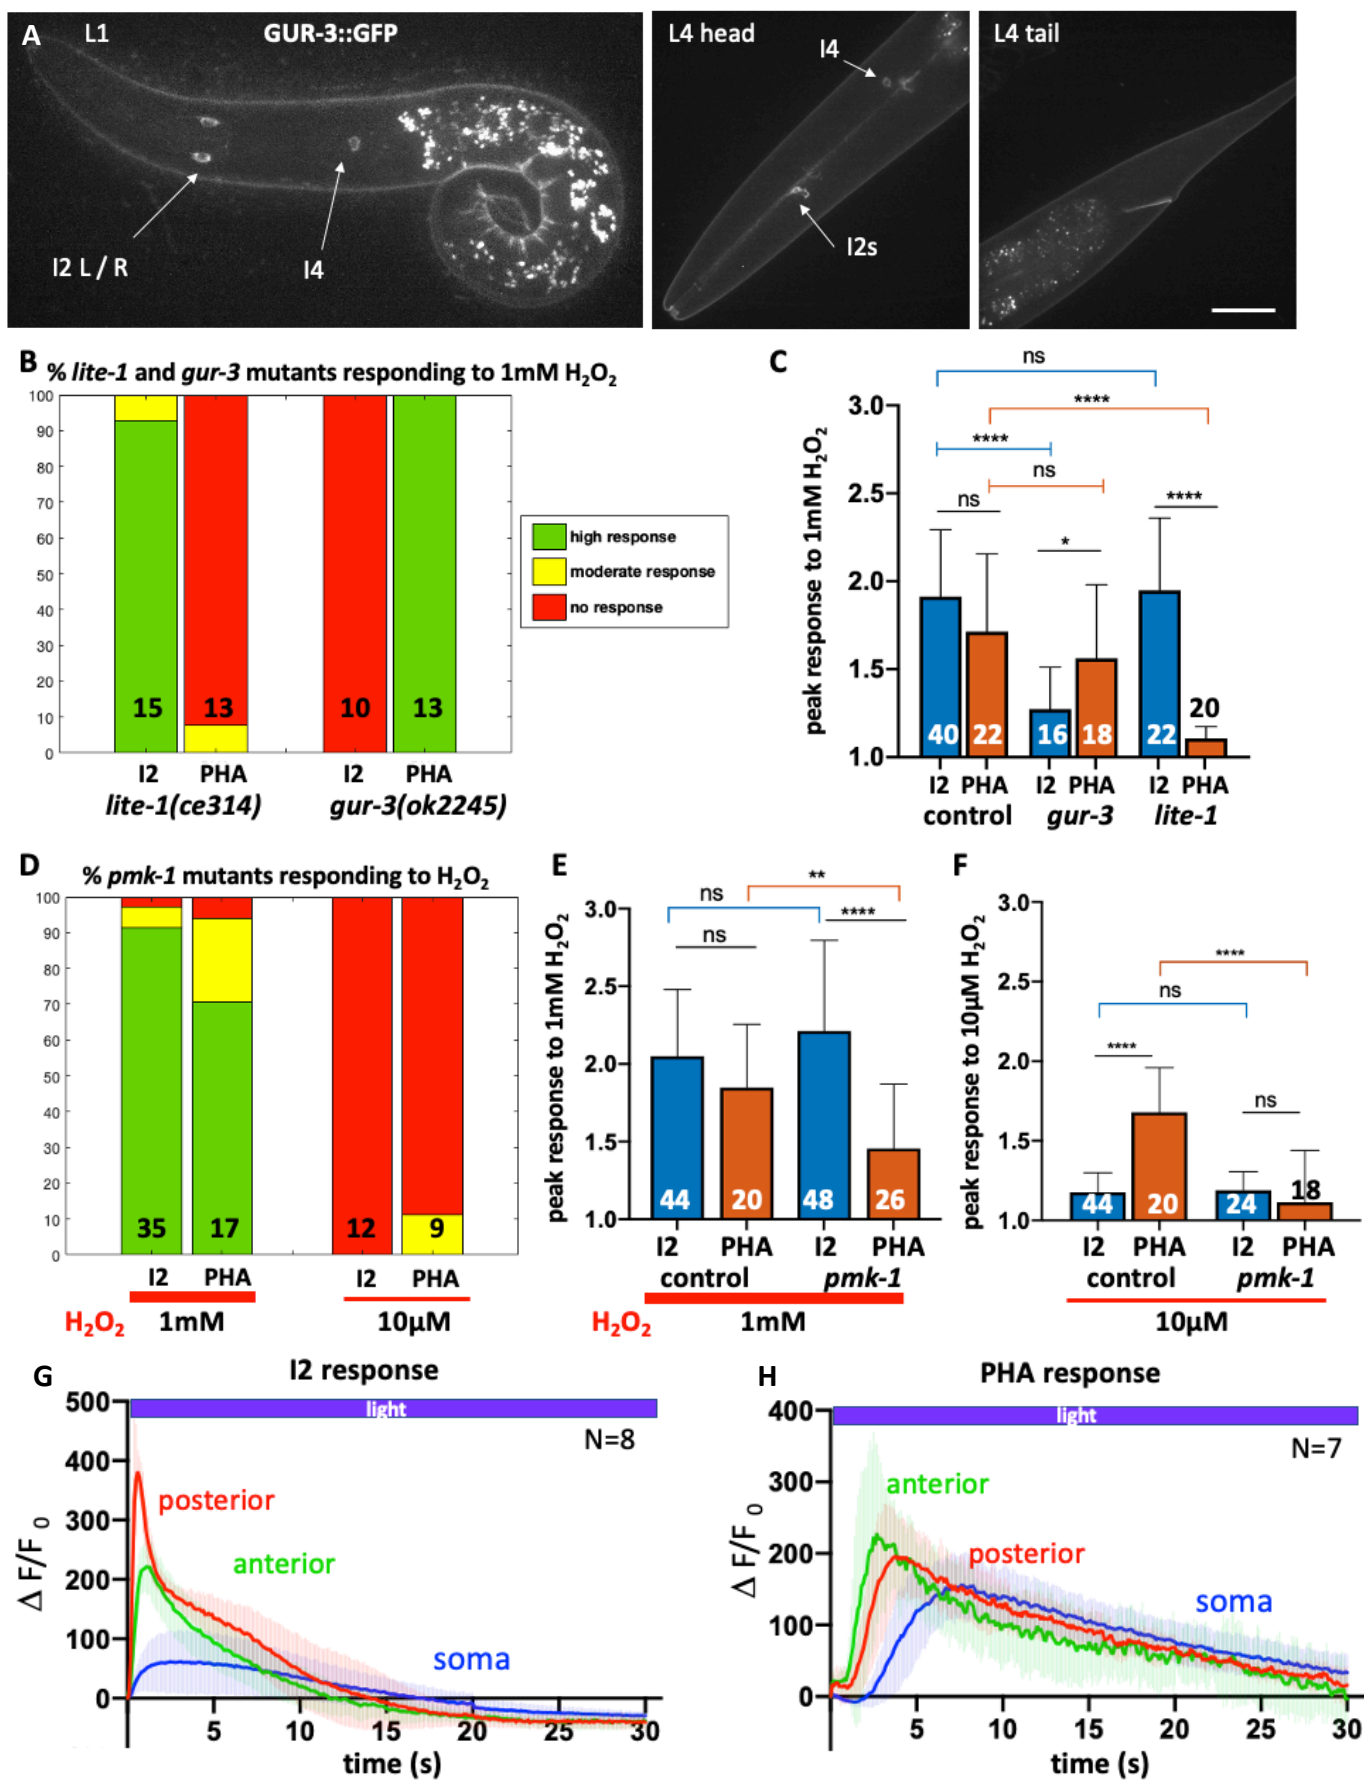 A L1 GUR-3::GFP
I2 L / R
I4
L4 head
I4
I2s
L4 tail
B % lite-1 and gur-3 mutants responding to 1mM H₂O₂
100
90
80
70
60
50
40
30
20
10
0
15 13 10 13
I2 PHA I2 PHA
lite-1(ce314) gur-3(ok2245)
high response
moderate response
no response
C
peak response to 1mM H₂O₂
3.0
2.5
2.0
1.5
1.0
ns
****
****
ns
ns
*
****
40 22 16 18 22 20
I2 PHA I2 PHA I2 PHA
control gur-3 lite-1
D % pmk-1 mutants responding to H₂O₂
100
90
80
70
60
50
40
30
20
10
0
35 17 12 9
I2 PHA I2 PHA
H₂O₂ 1mM 10µM
E
peak response to 1mM H₂O₂
3.0
2.5
2.0
1.5
1.0
**
ns
****
ns
44 20 48 26
I2 PHA I2 PHA
control pmk-1
H₂O₂ 1mM
F
peak response to 10µM H₂O₂
3.0
2.5
2.0
1.5
1.0
****
ns
****
ns
44 20 24 18
I2 PHA I2 PHA
control pmk-1
10µM
G I2 response
Δ F/F 0
500
400
300
200
100
0
light
N=8
posterior
anterior
soma
5 10 15 20 25 30
time (s)
H PHA response
Δ F/F 0
400
300
200
100
0
light
N=7
anterior
posterior
soma
5 10 15 20 25 30
time (s)